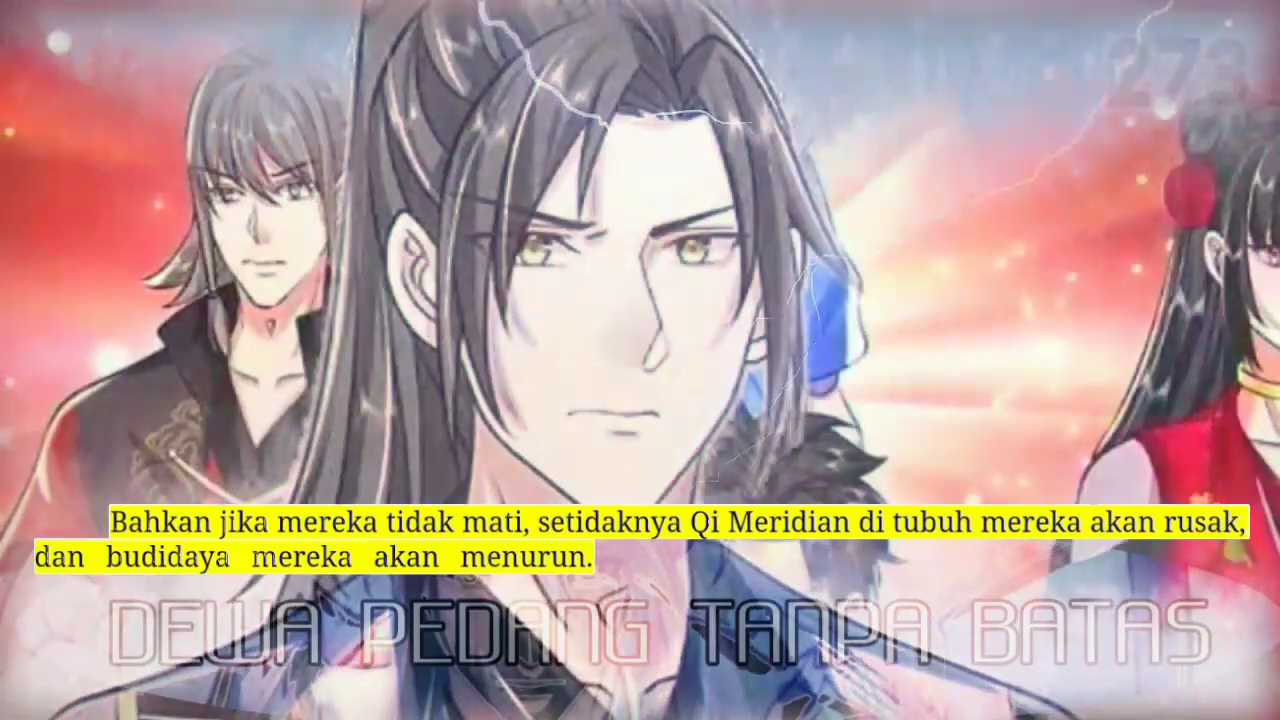 273
Bahkan jika mereka tidak mati, setidaknya Qi Meridian di tubuh mereka akan rusak,
dan budidaya mereka akan menurun.
DEWA PEDANG TANPA BATAS